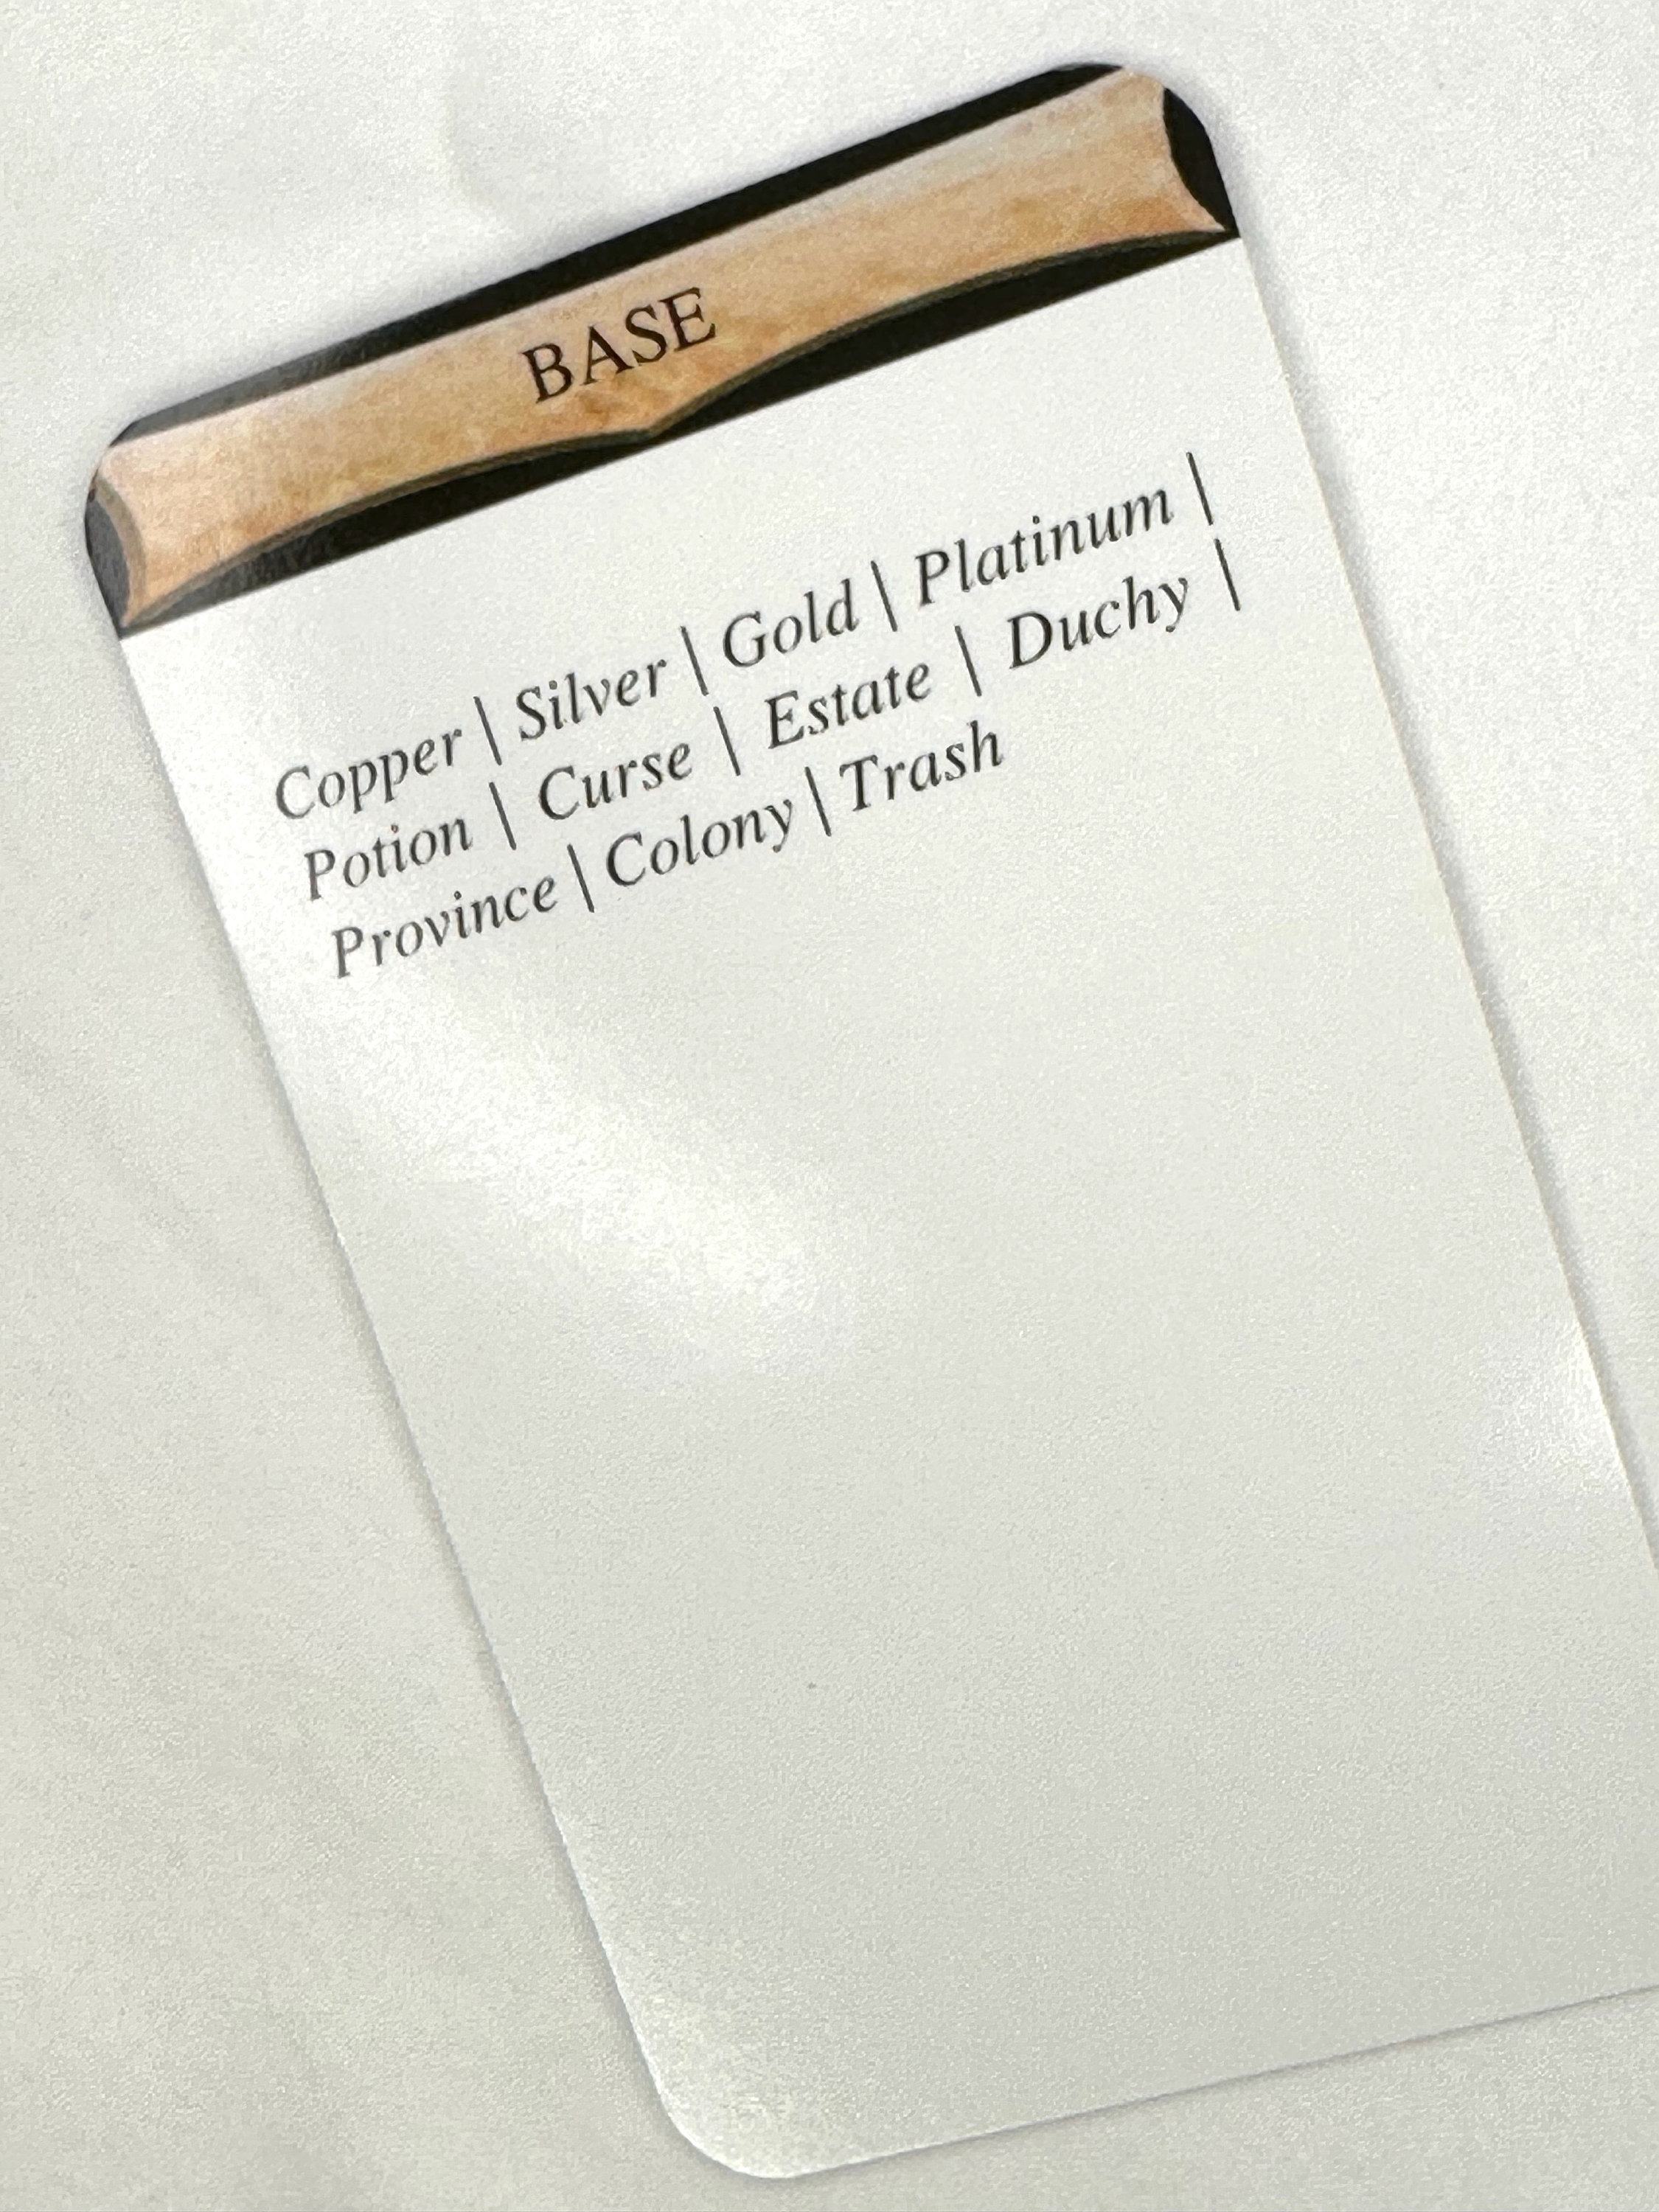 BASE
Copper | Silver | Gold | Platinum |
Potion | Curse | Estate | Duchy |
Province | Colony | Trash